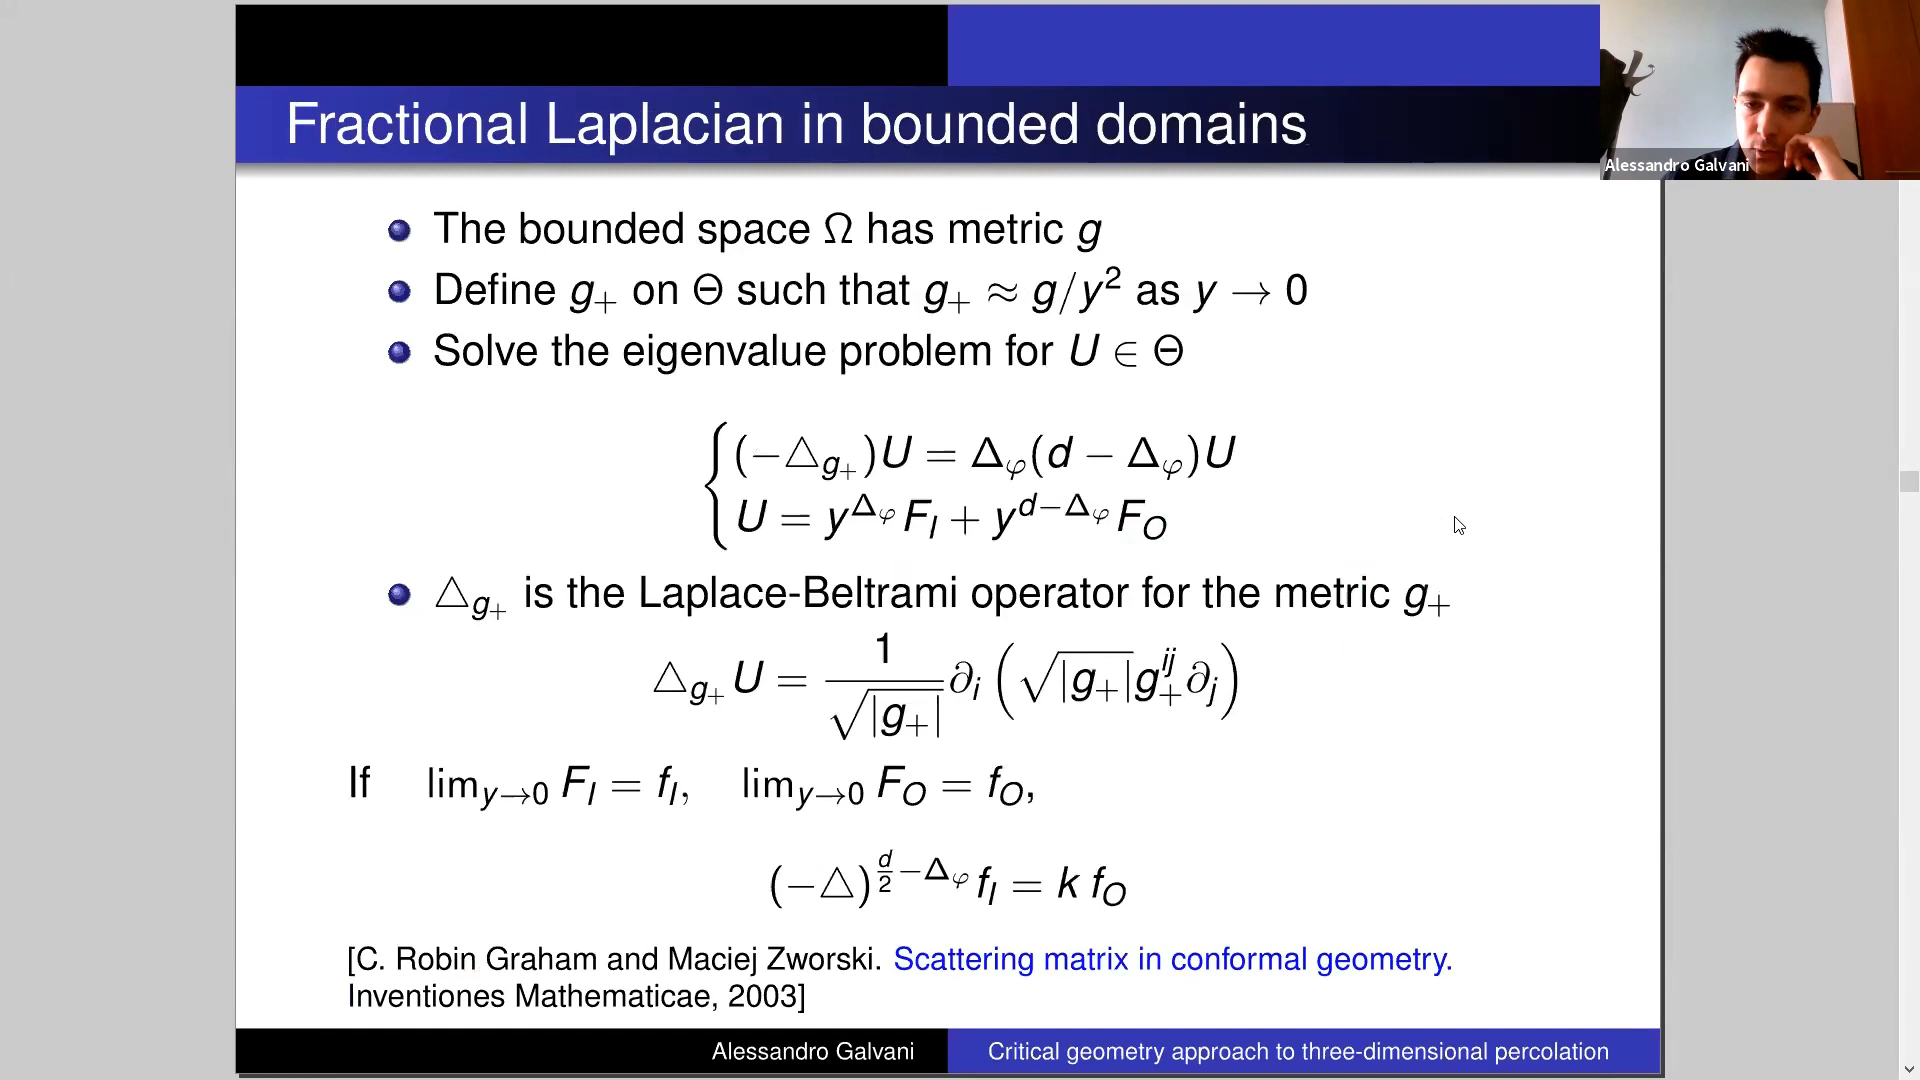 Fractional Laplacian in bounded domains
Alessandro Galvani
The bounded space Ω has metric g
Define g₊ on Θ such that g₊ ≈ g/y² as y → 0
Solve the eigenvalue problem for U ∈ Θ
(−△_{g₊})U = Δ_φ(d − Δ_φ)U
U = y^{Δ_φ} F_I + y^{d−Δ_φ} F_O
△_{g₊} is the Laplace-Beltrami operator for the metric g₊
△_{g₊} U = \frac{1}{\sqrt{|g₊|}} ∂_i ( \sqrt{|g₊|} g₊^{ij} ∂_j )
If lim_{y→0} F_I = f_I, lim_{y→0} F_O = f_O,
(−△)^{\frac{d}{2}−Δ_φ} f_I = k f_O
[C. Robin Graham and Maciej Zworski. Scattering matrix in conformal geometry.
Inventiones Mathematicae, 2003]
Alessandro Galvani
Critical geometry approach to three-dimensional percolation